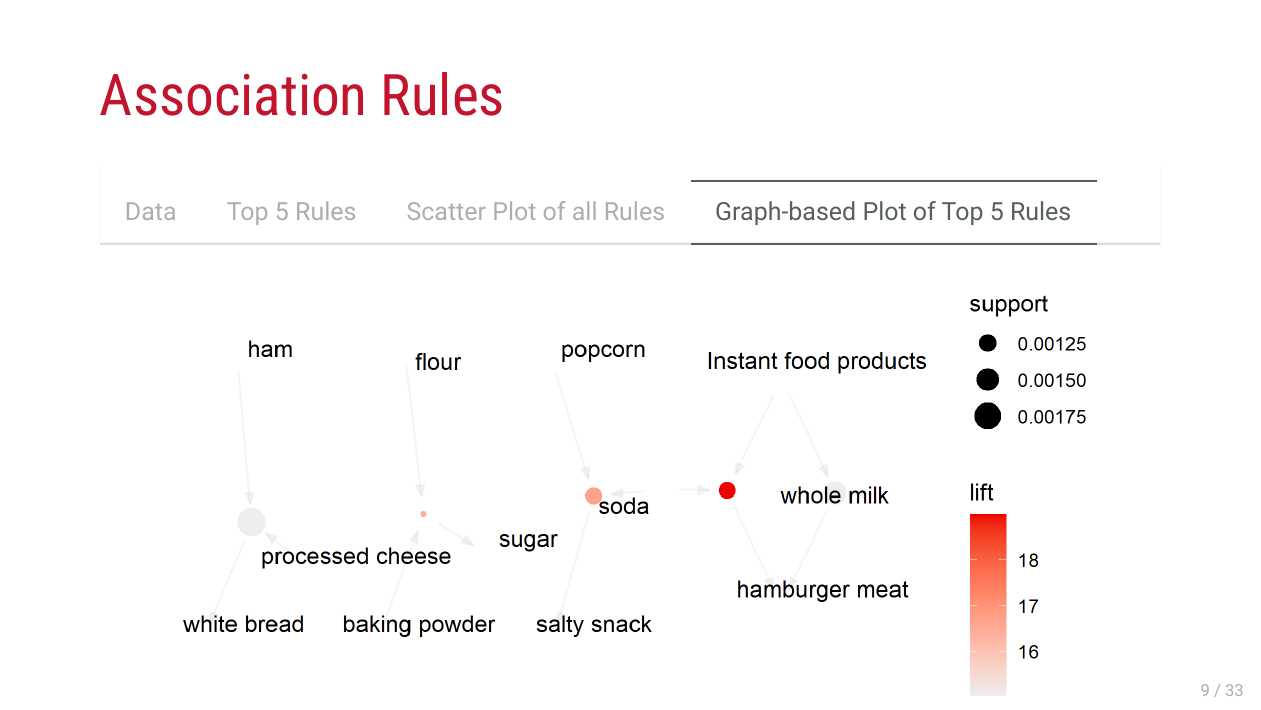 Association Rules
Data
Top 5 Rules
Scatter Plot of all Rules
Graph-based Plot of Top 5 Rules
ham
flour
popcorn
Instant food products
soda
whole milk
sugar
processed cheese
hamburger meat
white bread
baking powder
salty snack
support
0.00125
0.00150
0.00175
lift
18
17
16
9 / 33